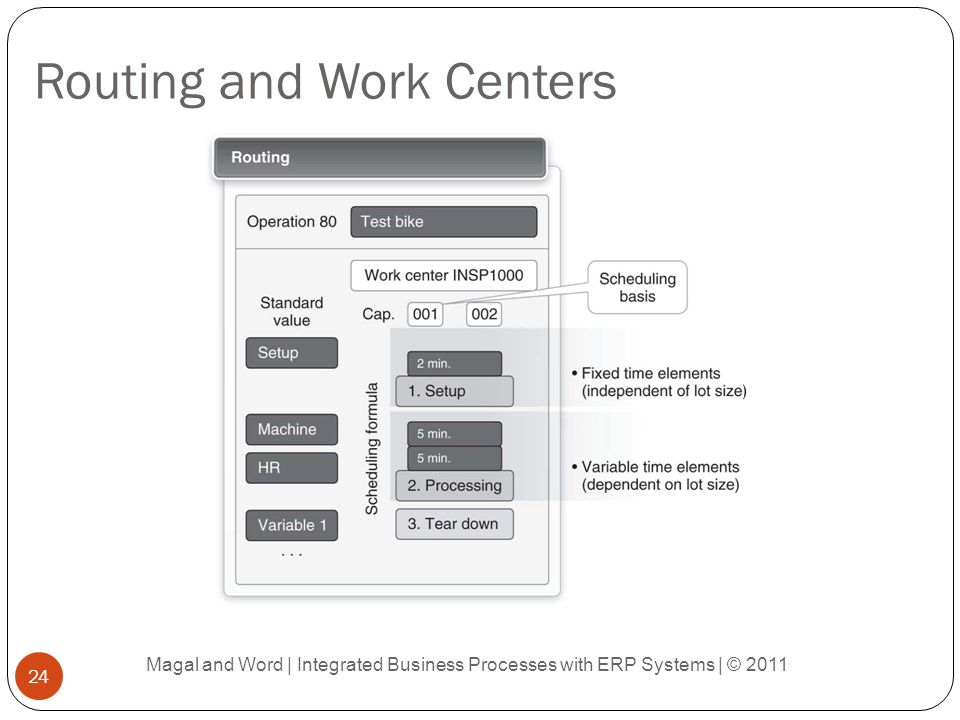 Routing and Work Centers
Routing
Operation 80 Test bike
Work center INSP1000
Scheduling
basis
Standard
value
Cap. 001 002
Setup
2 min.
1. Setup
• Fixed time elements
(independent of lot size)
Scheduling formula
Machine
5 min.
HR
5 min.
2. Processing
• Variable time elements
(dependent on lot size)
Variable 1
3. Tear down
. . .
Magal and Word | Integrated Business Processes with ERP Systems | © 2011
24